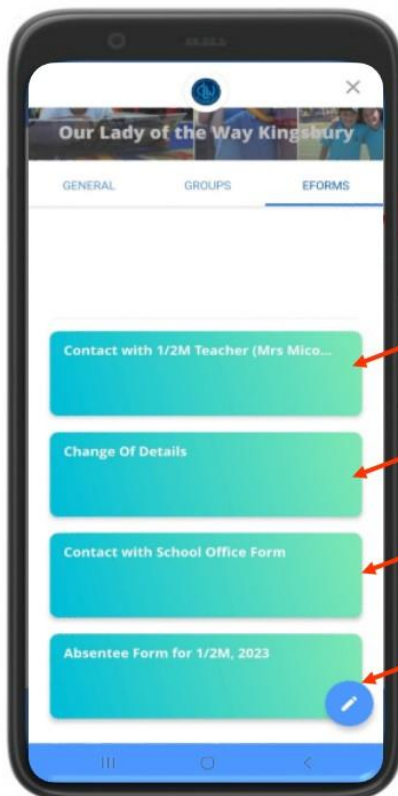 Our Lady of the Way Kingsbury
GENERAL GROUPS EFORMS
Contact with 1/2M Teacher (Mrs Mico...
Change Of Details
Contact with School Office Form
Absentee Form for 1/2M, 2023